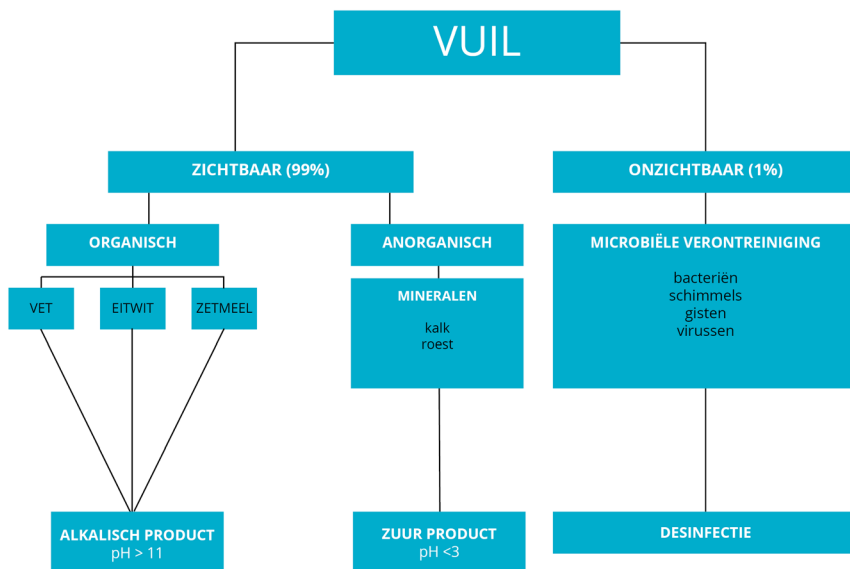 VUIL
ZICHTBAAR (99%)
ONZICHTBAAR (1%)
ORGANISCH
ANORGANISCH
MICROBIËLE VERONTREINIGING
VET
EITWIT
ZETMEEL
MINERALEN
kalk
roest
bacteriën
schimmels
gisten
virussen
ALKALISCH PRODUCT
pH > 11
ZUUR PRODUCT
pH <3
DESINFECTIE